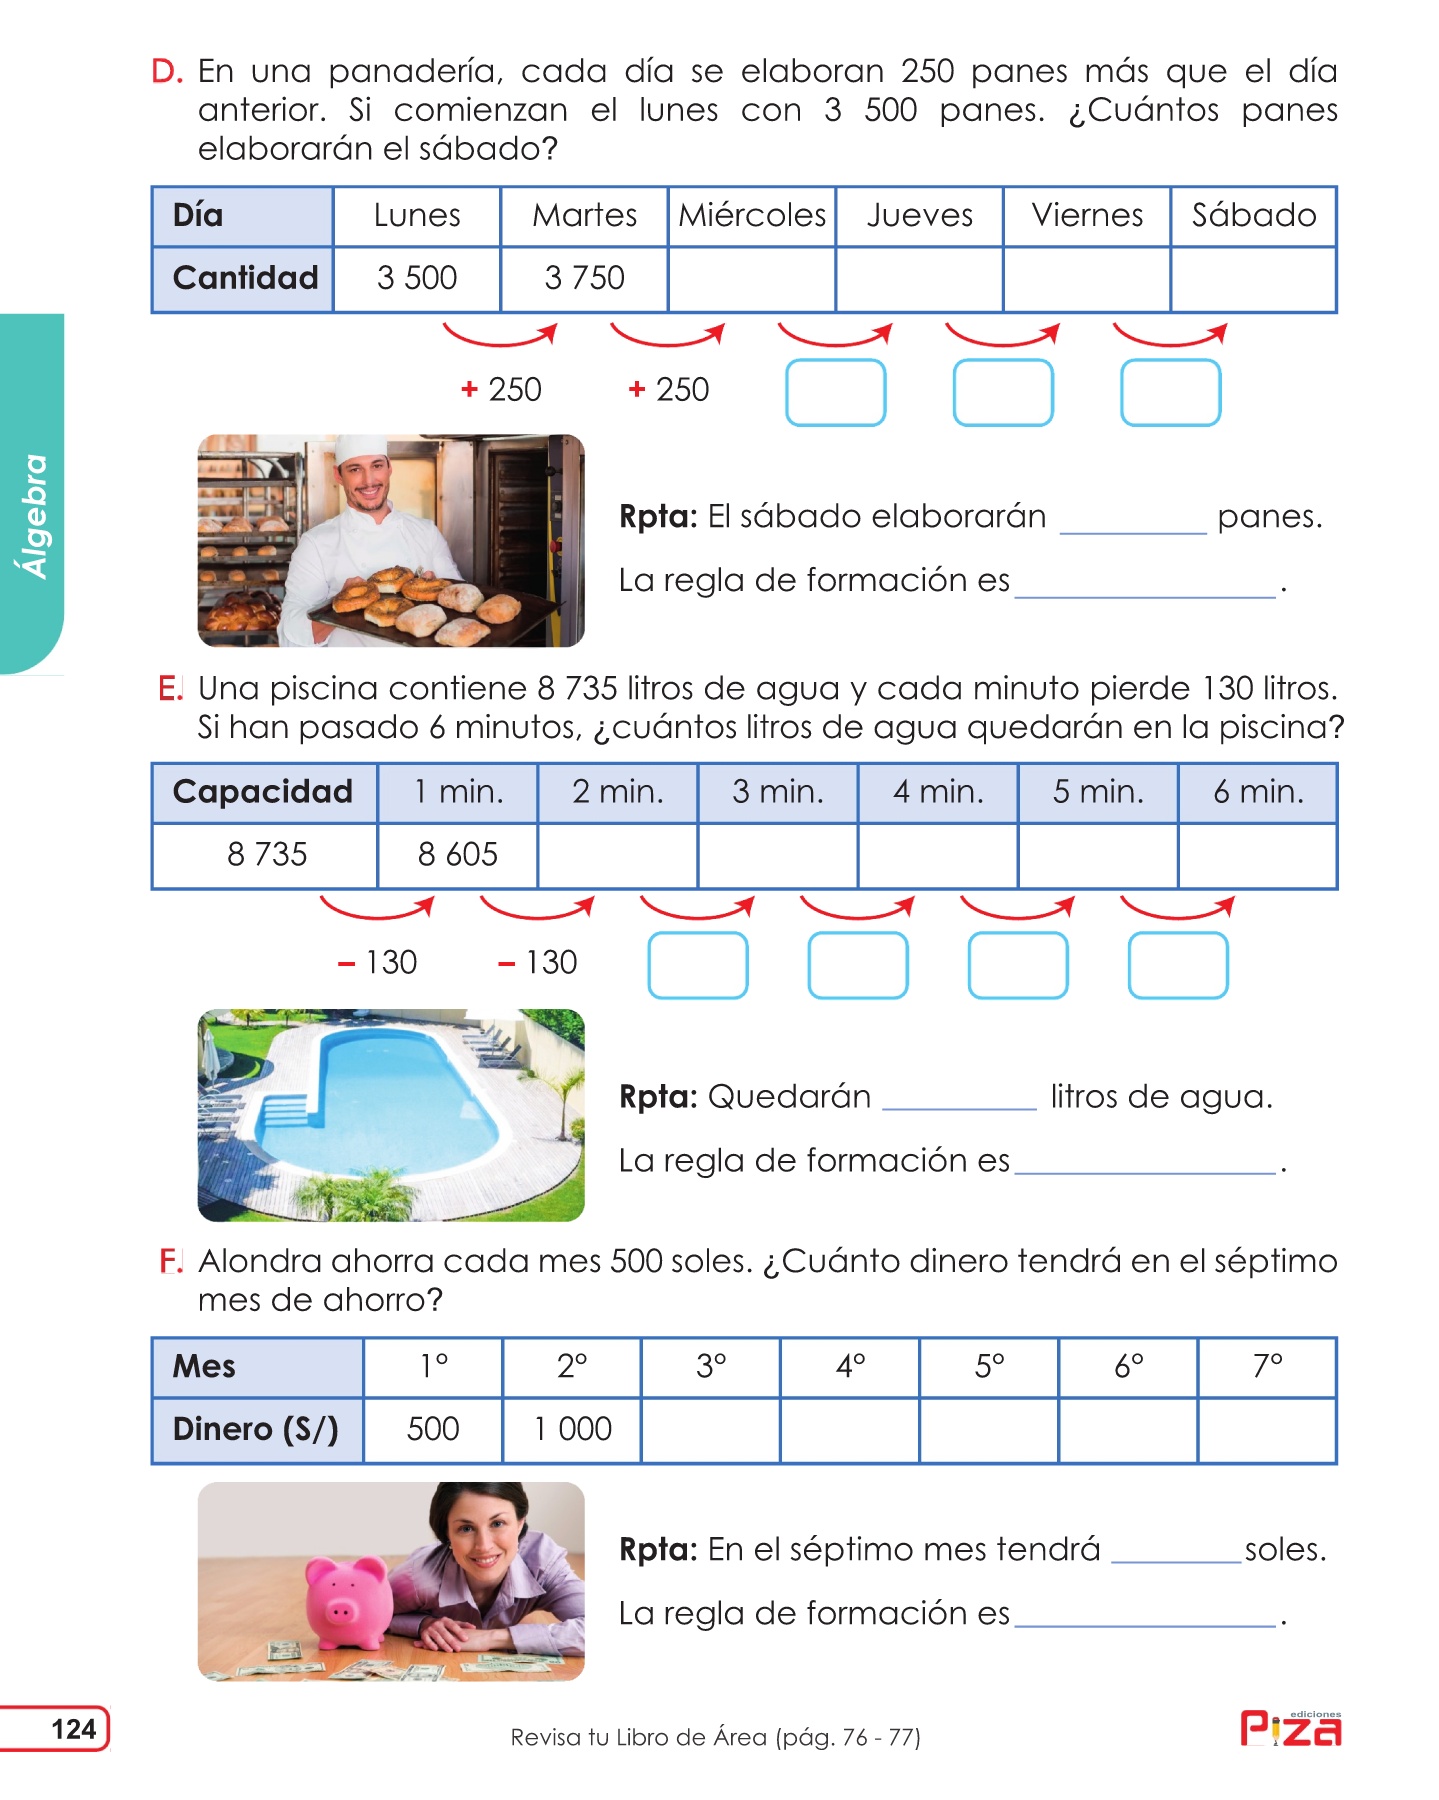 D. En una panadería, cada día se elaboran 250 panes más que el día
anterior. Si comienzan el lunes con 3 500 panes. ¿Cuántos panes
elaborarán el sábado?
Día Lunes Martes Miércoles Jueves Viernes Sábado
Cantidad 3 500 3 750
+ 250 + 250
Álgebra
Rpta: El sábado elaborarán ________ panes.
La regla de formación es______________.
E. Una piscina contiene 8 735 litros de agua y cada minuto pierde 130 litros.
Si han pasado 6 minutos, ¿cuántos litros de agua quedarán en la piscina?
Capacidad 1 min. 2 min. 3 min. 4 min. 5 min. 6 min.
8 735 8 605
– 130 – 130
Rpta: Quedarán ________ litros de agua.
La regla de formación es______________.
F. Alondra ahorra cada mes 500 soles. ¿Cuánto dinero tendrá en el séptimo
mes de ahorro?
Mes 1° 2° 3° 4° 5° 6° 7°
Dinero (S/) 500 1 000
Rpta: En el séptimo mes tendrá _______soles.
La regla de formación es______________.
124
Revisa tu Libro de Área (pág. 76 - 77)
ediciones
Piza